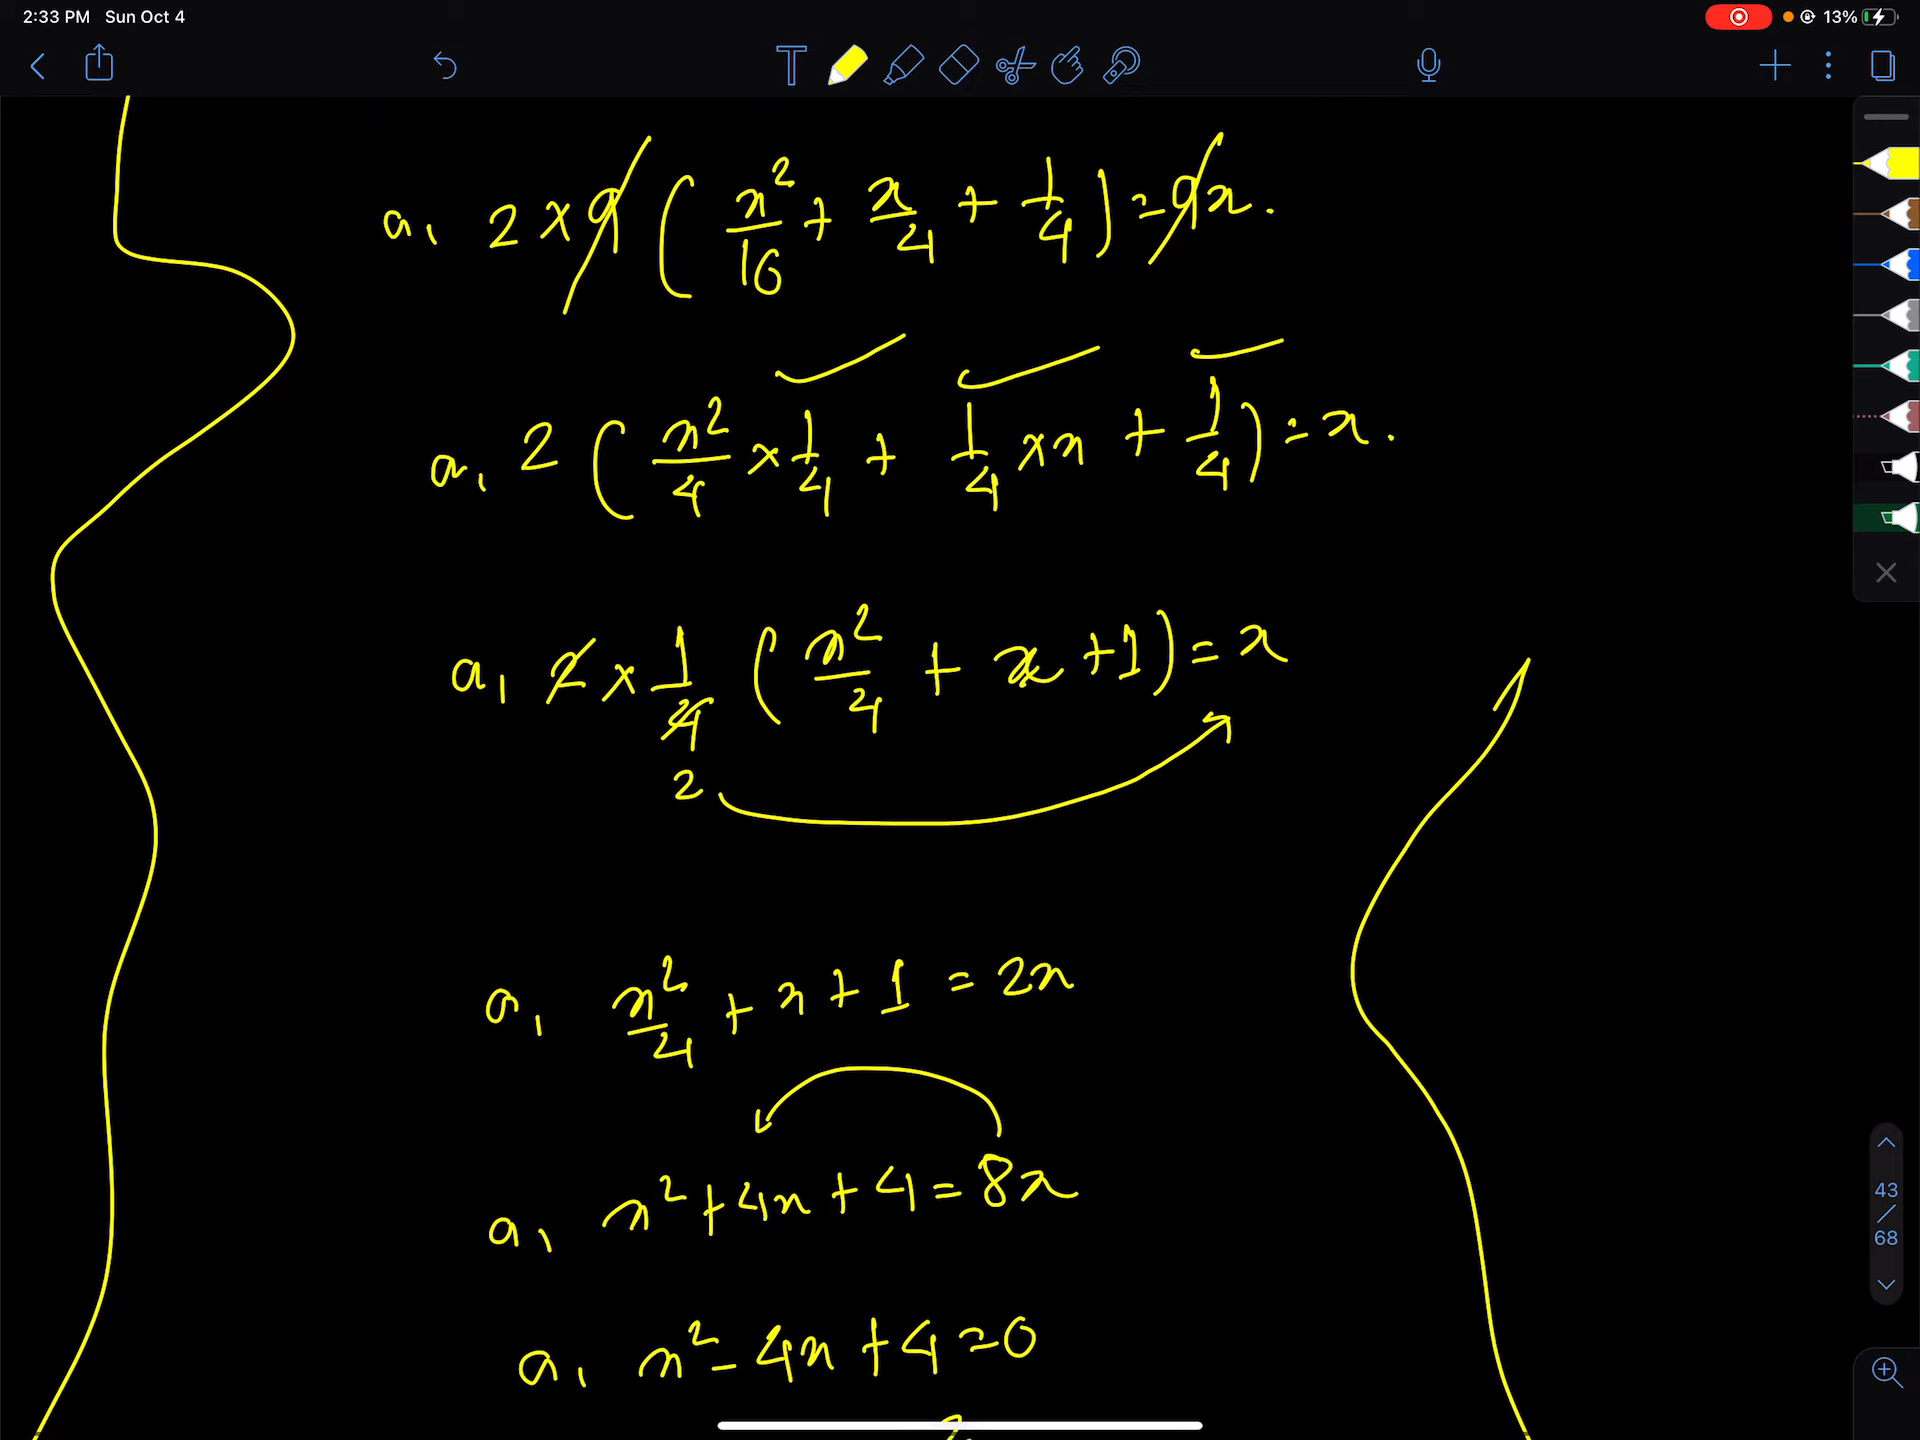 2:33 PM Sun Oct 4
13%
a, 2 × 9 ( x²/16 + x/4 + 1/4 ) = 9x.
a, 2 ( x²/4 × 1/4 + 1/4 × x + 1/4 ) = x.
a, 2 × 1/4 ( x²/4 + x + 1 ) = x
2
a, x²/4 + x + 1 = 2x
a, x² + 4x + 4 = 8x
a, x² - 4x + 4 = 0
43
/
68